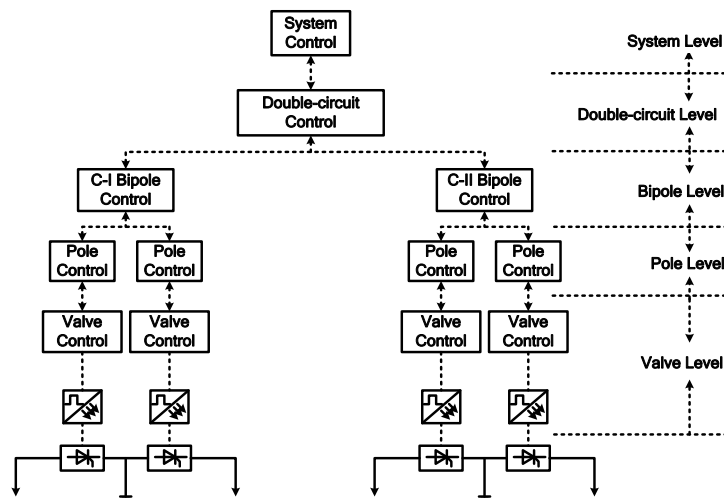 System
Control
System Level
Double-circuit
Control
Double-circuit Level
C-I Bipole
Control
C-II Bipole
Control
Bipole Level
Pole
Control
Pole
Control
Pole
Control
Pole
Control
Pole Level
Valve
Control
Valve
Control
Valve
Control
Valve
Control
Valve Level